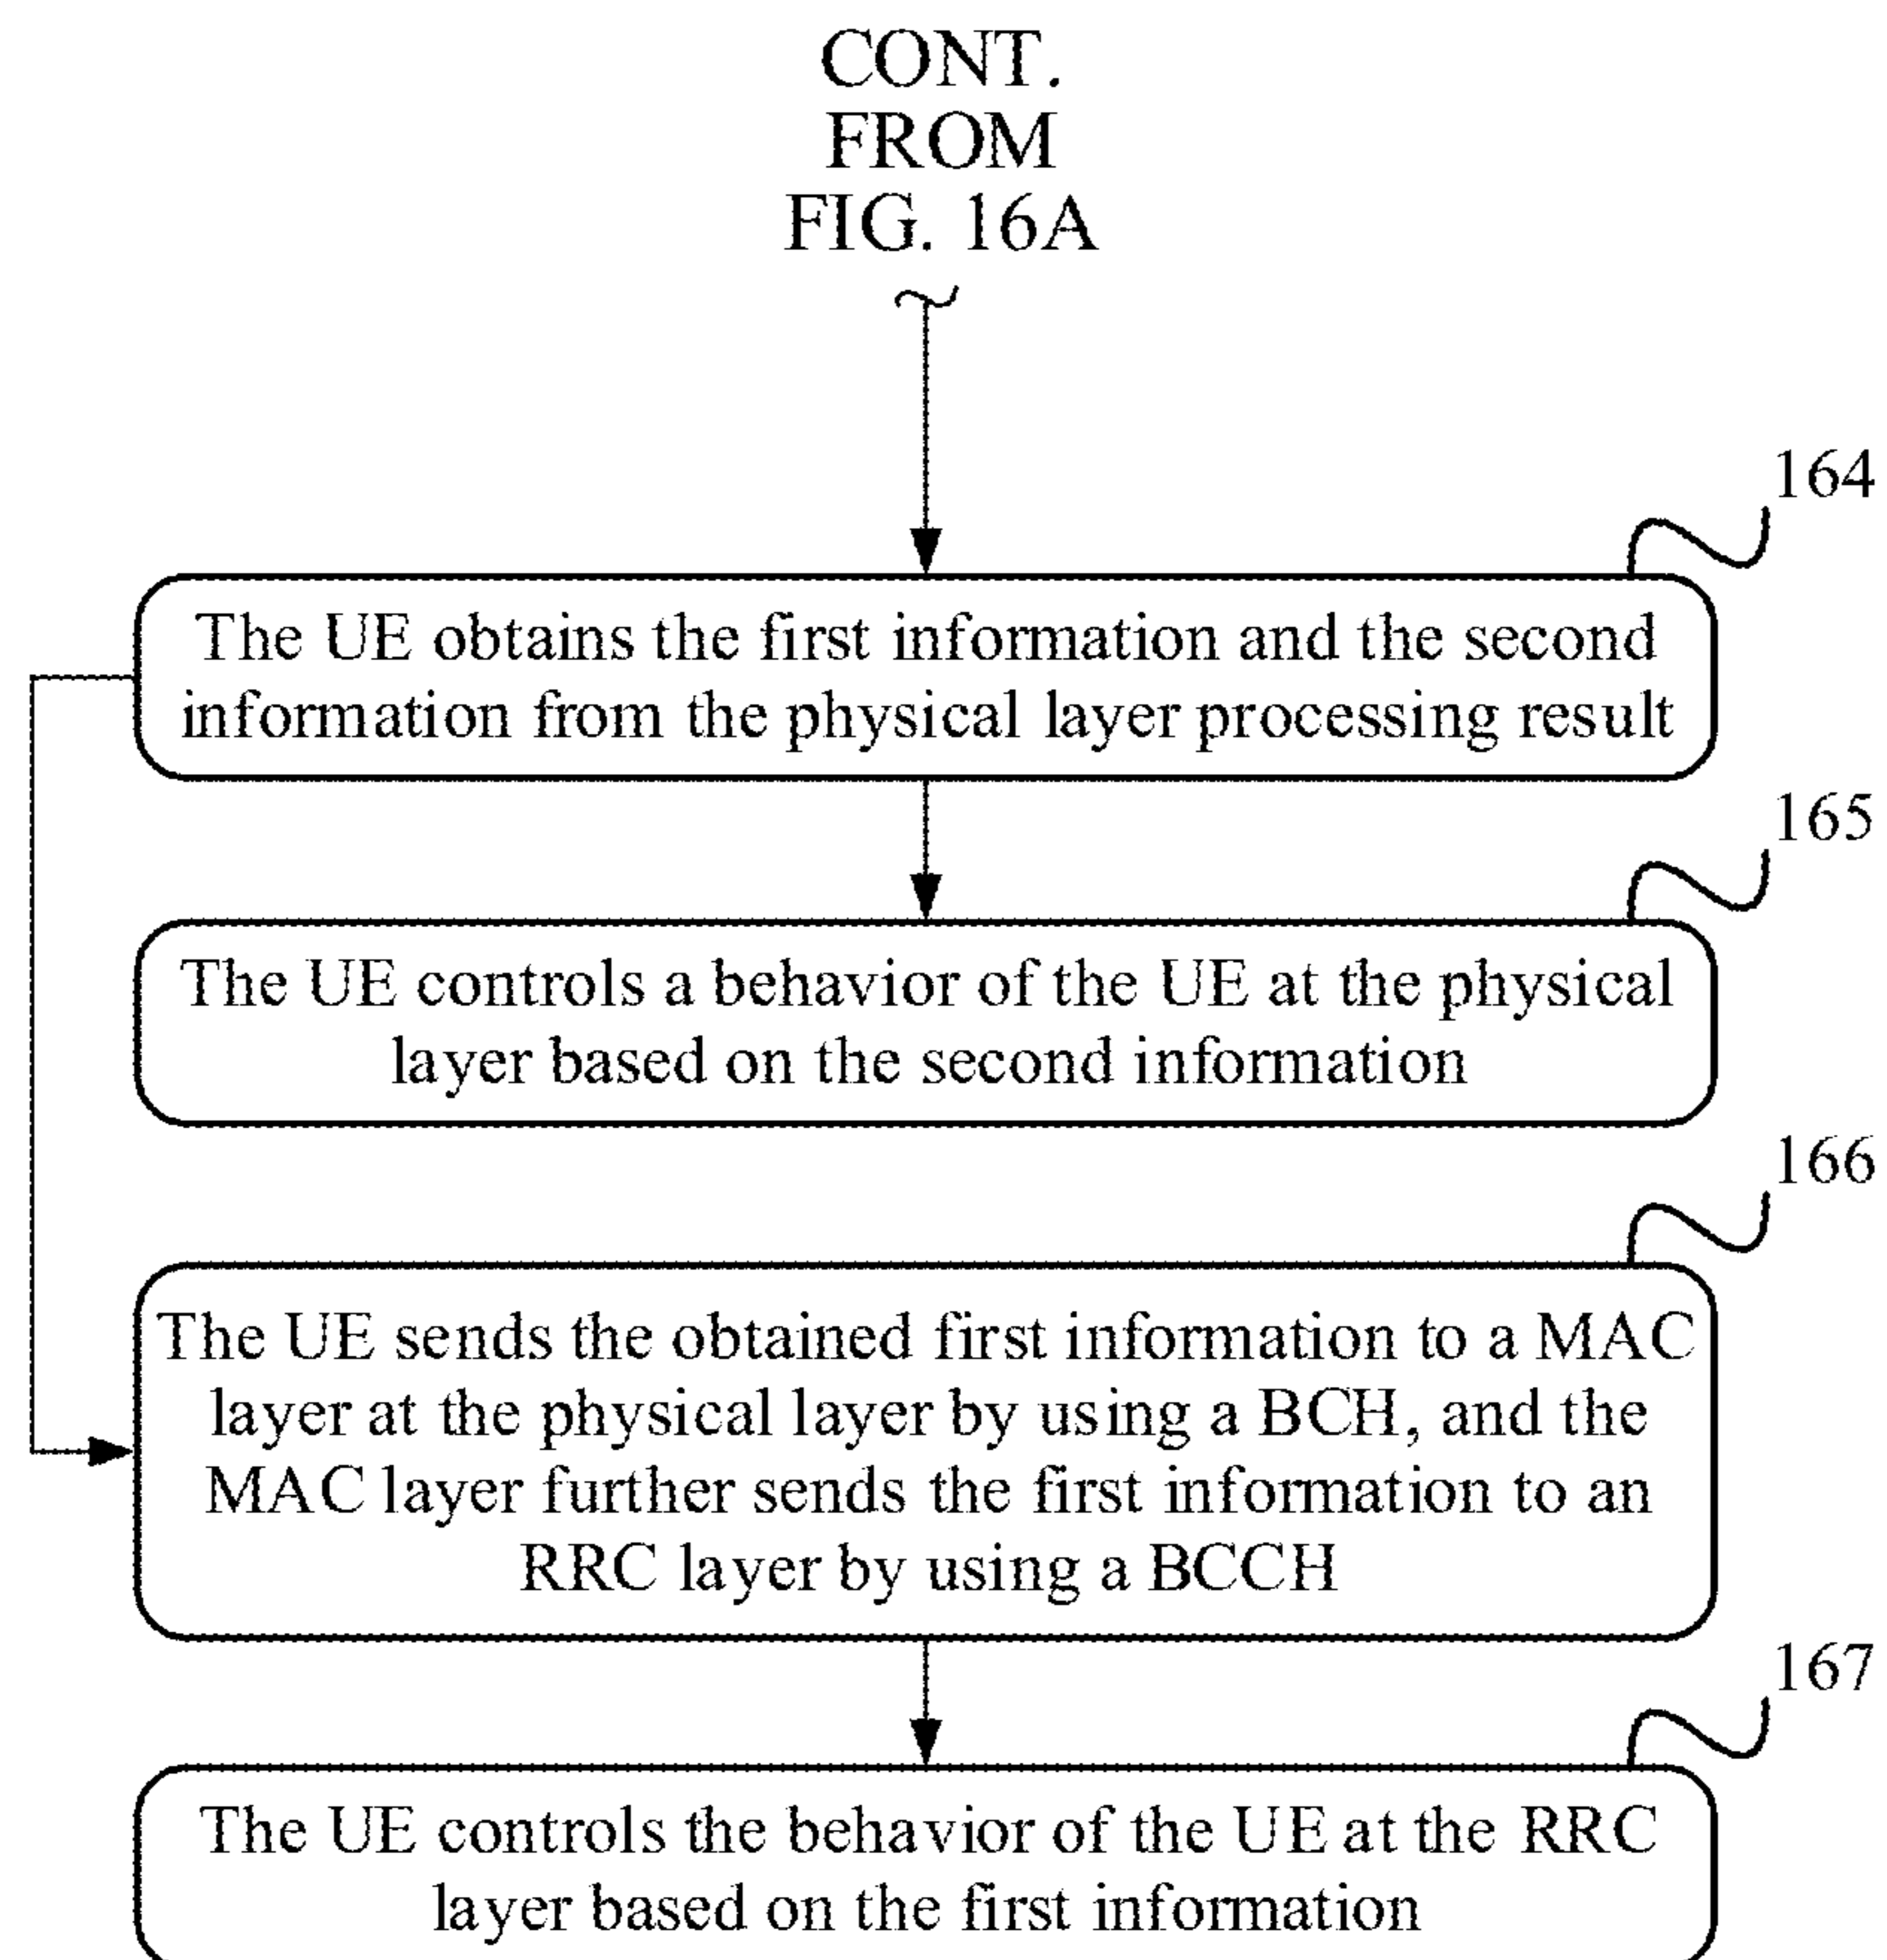 CONT.
FROM
FIG. 16A
164
The UE obtains the first information and the second
information from the physical layer processing result
165
The UE controls a behavior of the UE at the physical
layer based on the second information
166
The UE sends the obtained first information to a MAC
layer at the physical layer by using a BCH, and the
MAC layer further sends the first information to an
RRC layer by using a BCCH
167
The UE controls the behavior of the UE at the RRC
layer based on the first information